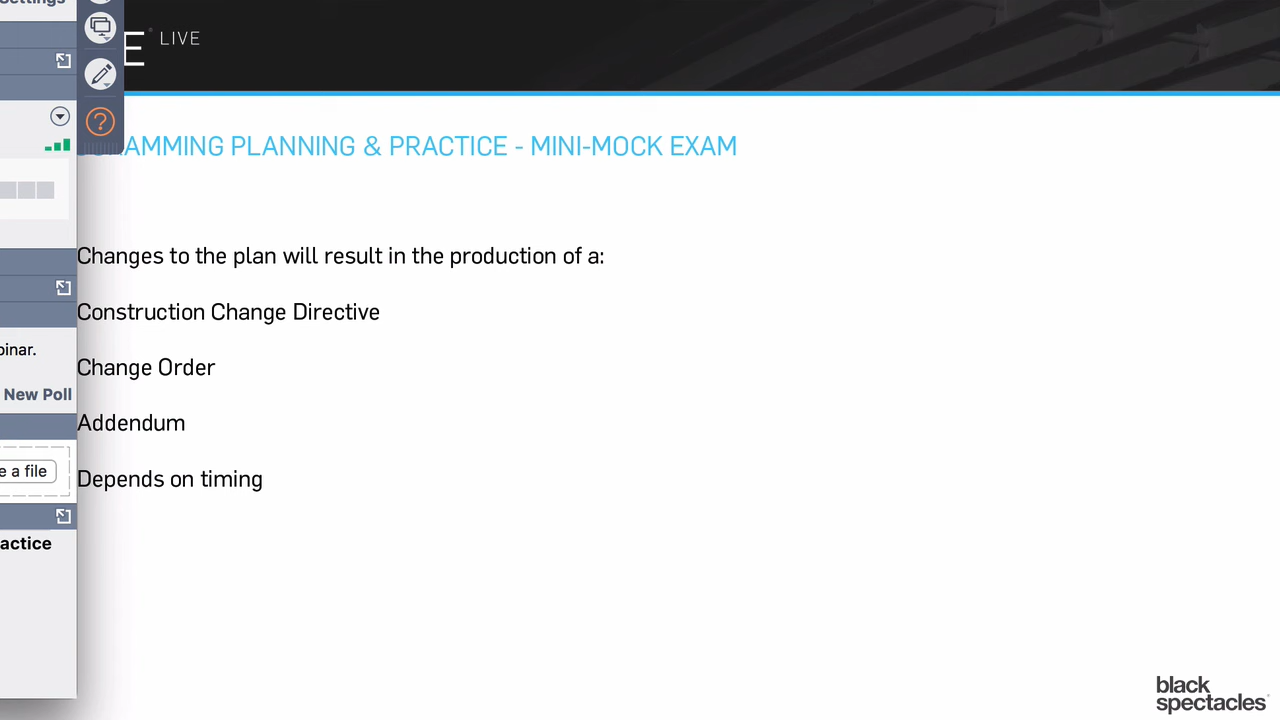 Settings
E LIVE
AMMING PLANNING & PRACTICE - MINI-MOCK EXAM
Changes to the plan will result in the production of a:
Construction Change Directive
Change Order
binar.
New Poll
Addendum
e a file
Depends on timing
actice
black
spectacles